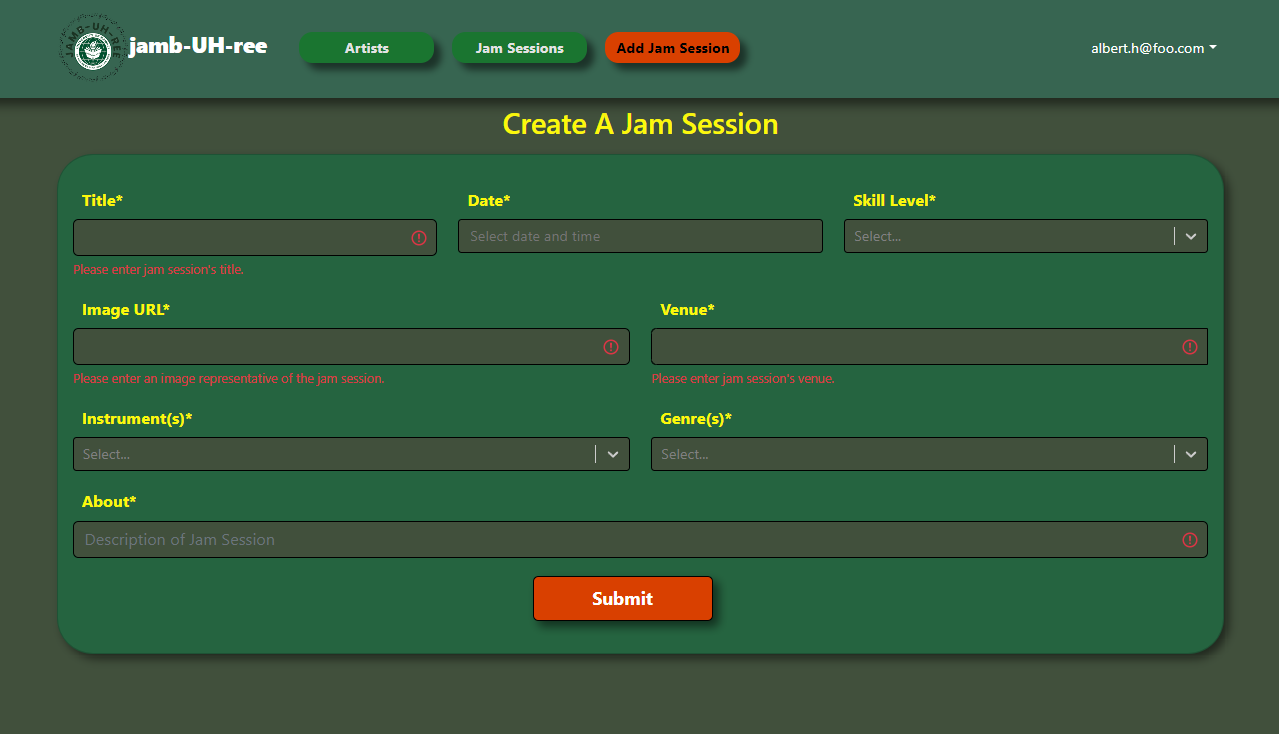 JAMB-UH-REE
jamb-UH-ree
Artists
Jam Sessions
Add Jam Session
albert.h@foo.com
Create A Jam Session
Title*
Date*
Skill Level*
Select date and time
Select...
Please enter jam session's title.
Image URL*
Venue*
Please enter an image representative of the jam session.
Please enter jam session's venue.
Instrument(s)*
Genre(s)*
Select...
Select...
About*
Description of Jam Session
Submit